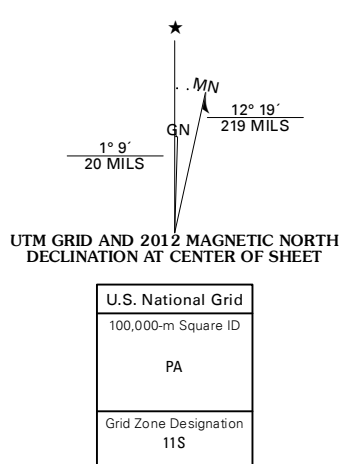 ★
MN
GN
12° 19´
219 MILS
1° 9´
20 MILS
UTM GRID AND 2012 MAGNETIC NORTH
DECLINATION AT CENTER OF SHEET
U.S. National Grid
100,000-m Square ID
PA
Grid Zone Designation
11S